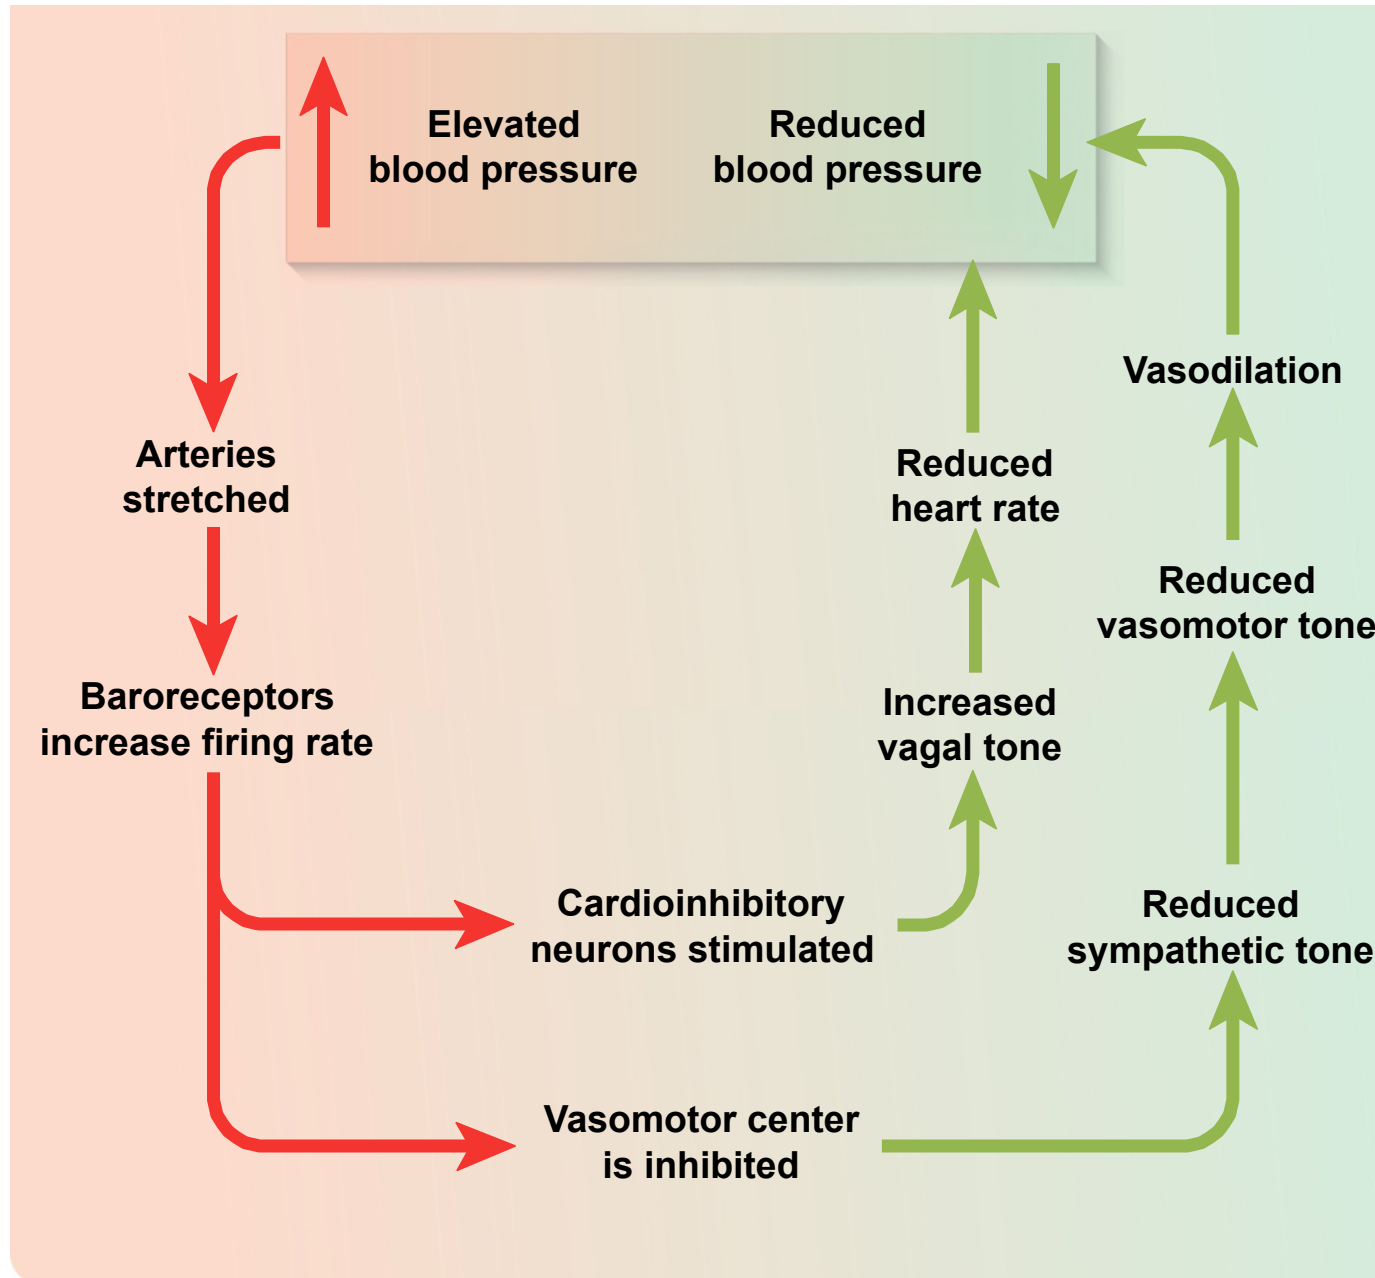 Elevated
blood pressure
Reduced
blood pressure
Arteries
stretched
Baroreceptors
increase firing rate
Cardioinhibitory
neurons stimulated
Vasomotor center
is inhibited
Increased
vagal tone
Reduced
heart rate
Reduced
sympathetic tone
Reduced
vasomotor tone
Vasodilation